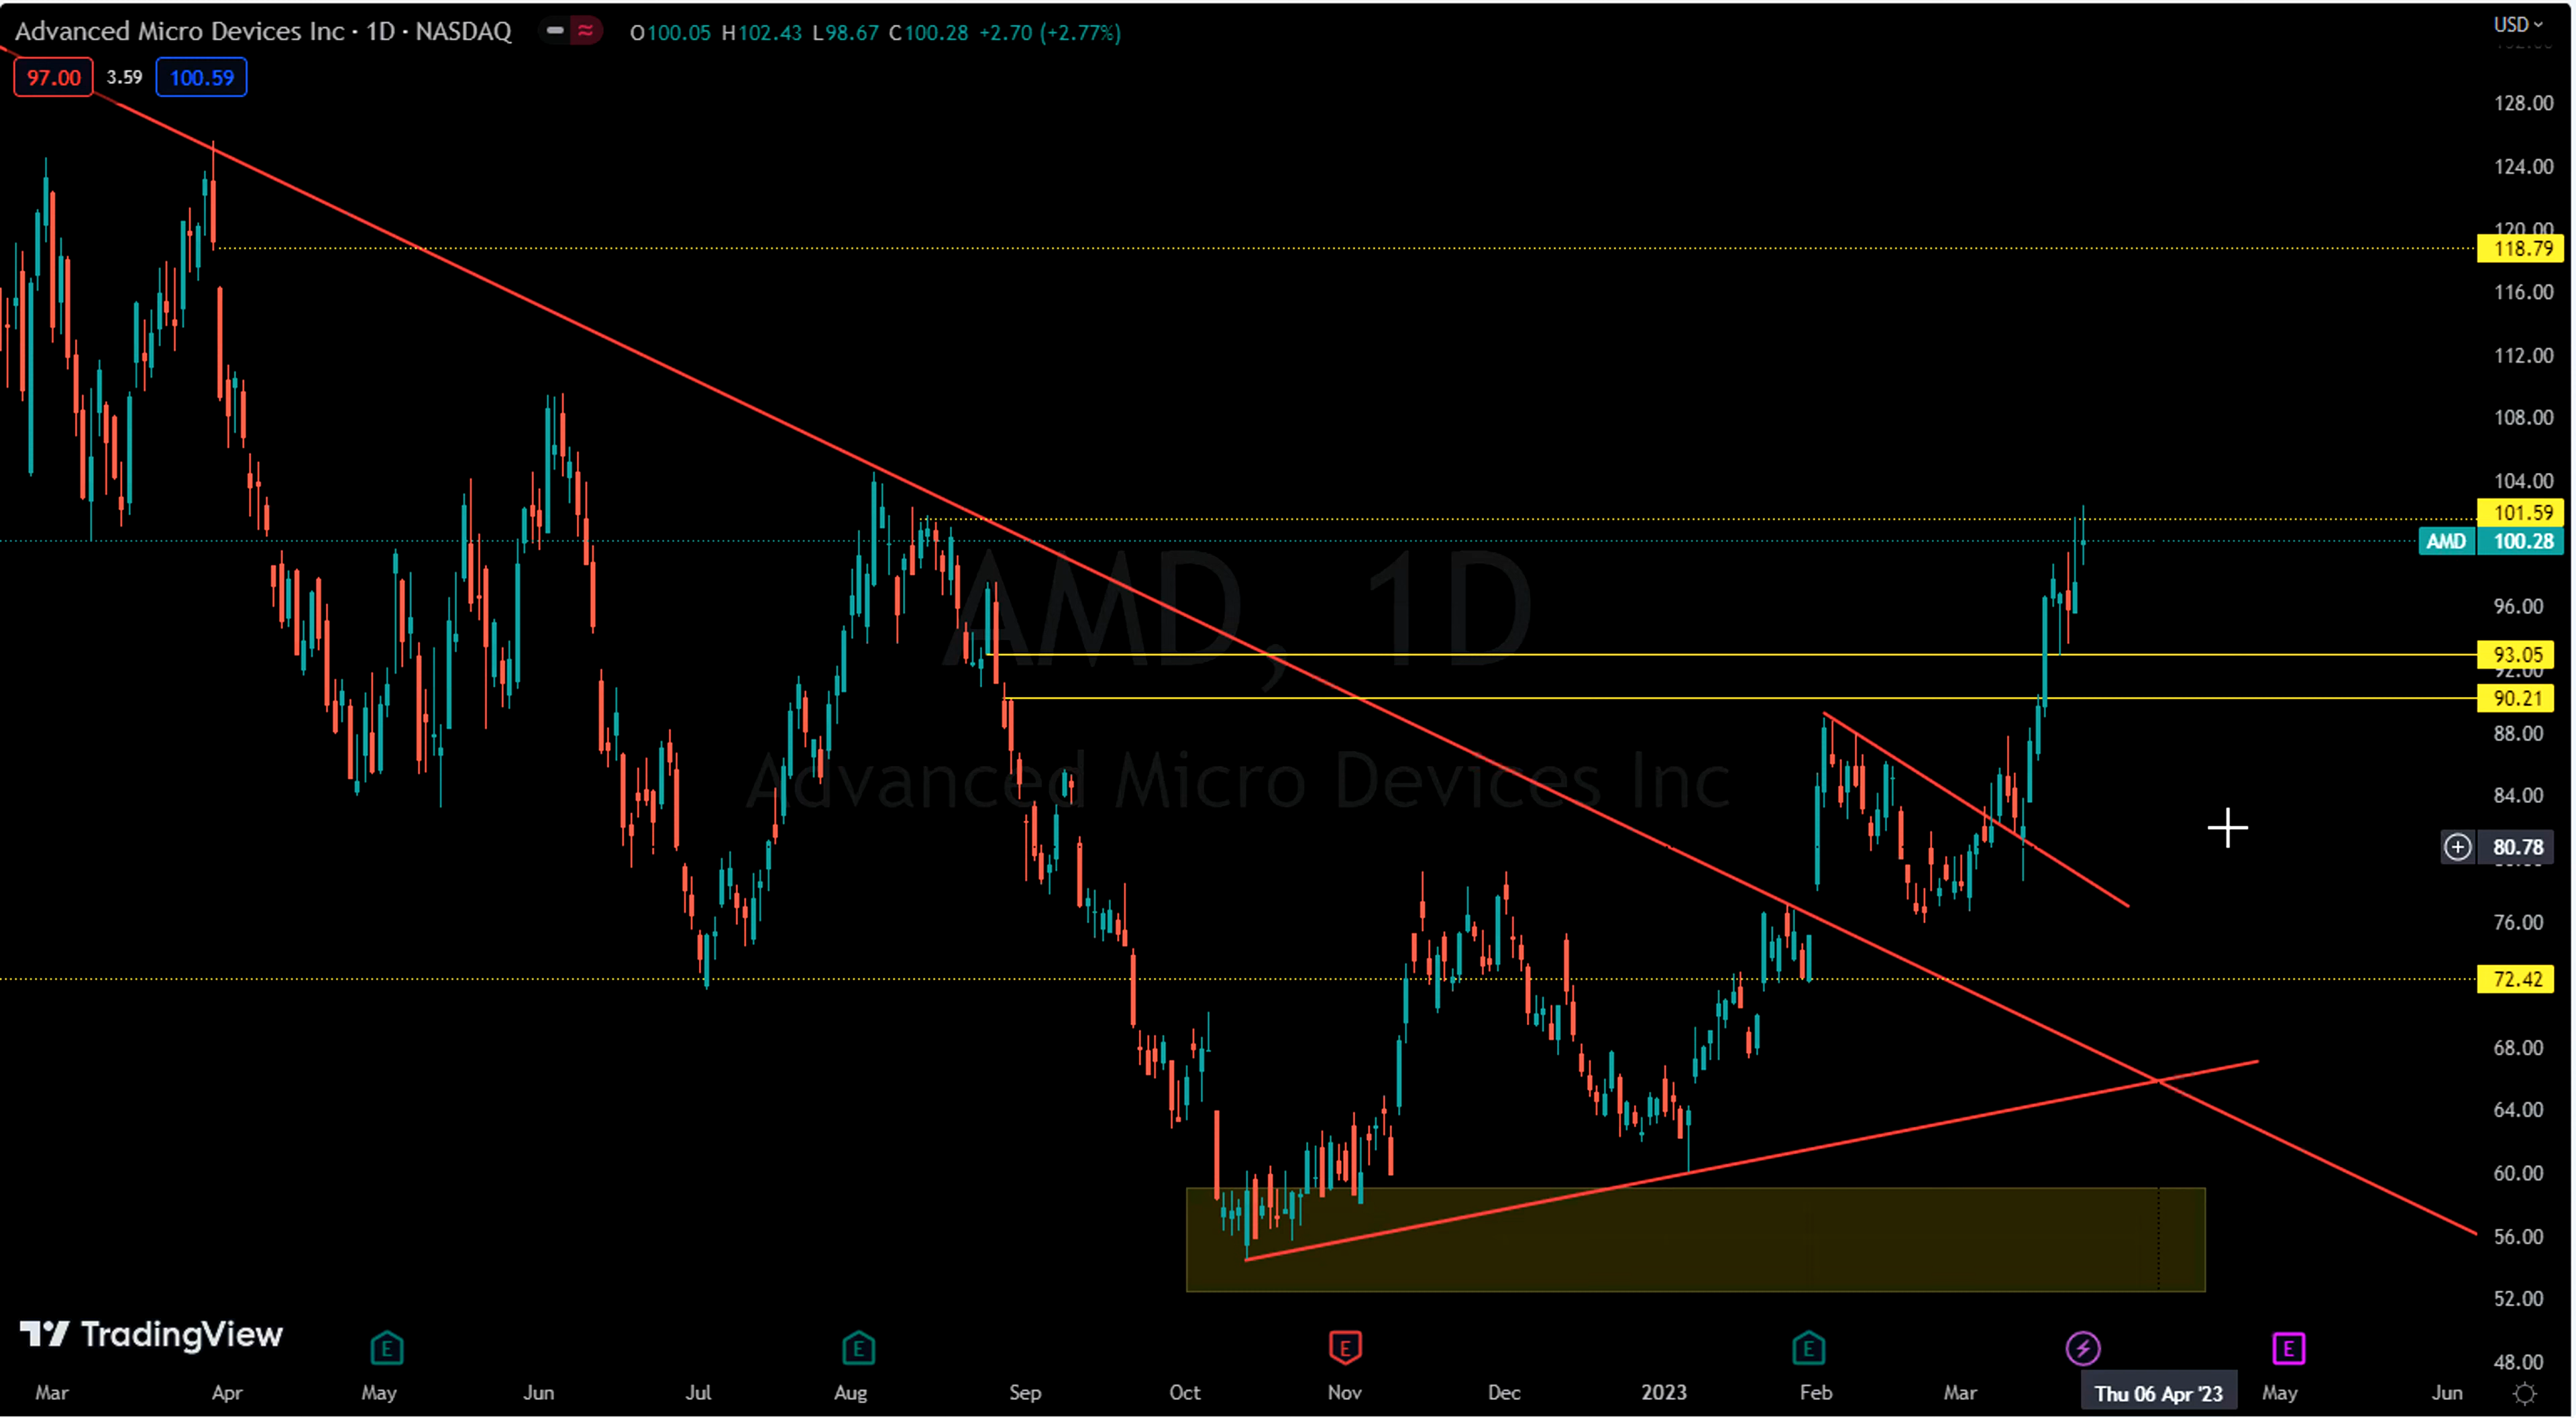 Advanced Micro Devices Inc · 1D · NASDAQ O100.05 H102.43 L98.67 C100.28 +2.70 (+2.77%)
USD
97.00 3.59 100.59
128.00
124.00
120.00
118.79
116.00
112.00
108.00
104.00
101.59
AMD 100.28
96.00
93.05
92.00
90.21
88.00
84.00
80.78
76.00
72.42
68.00
64.00
60.00
56.00
52.00
48.00
AMD, 1D
Advanced Micro Devices Inc
TradingView
E E E E E
Mar Apr May Jun Jul Aug Sep Oct Nov Dec 2023 Feb Mar Thu 06 Apr '23 May Jun